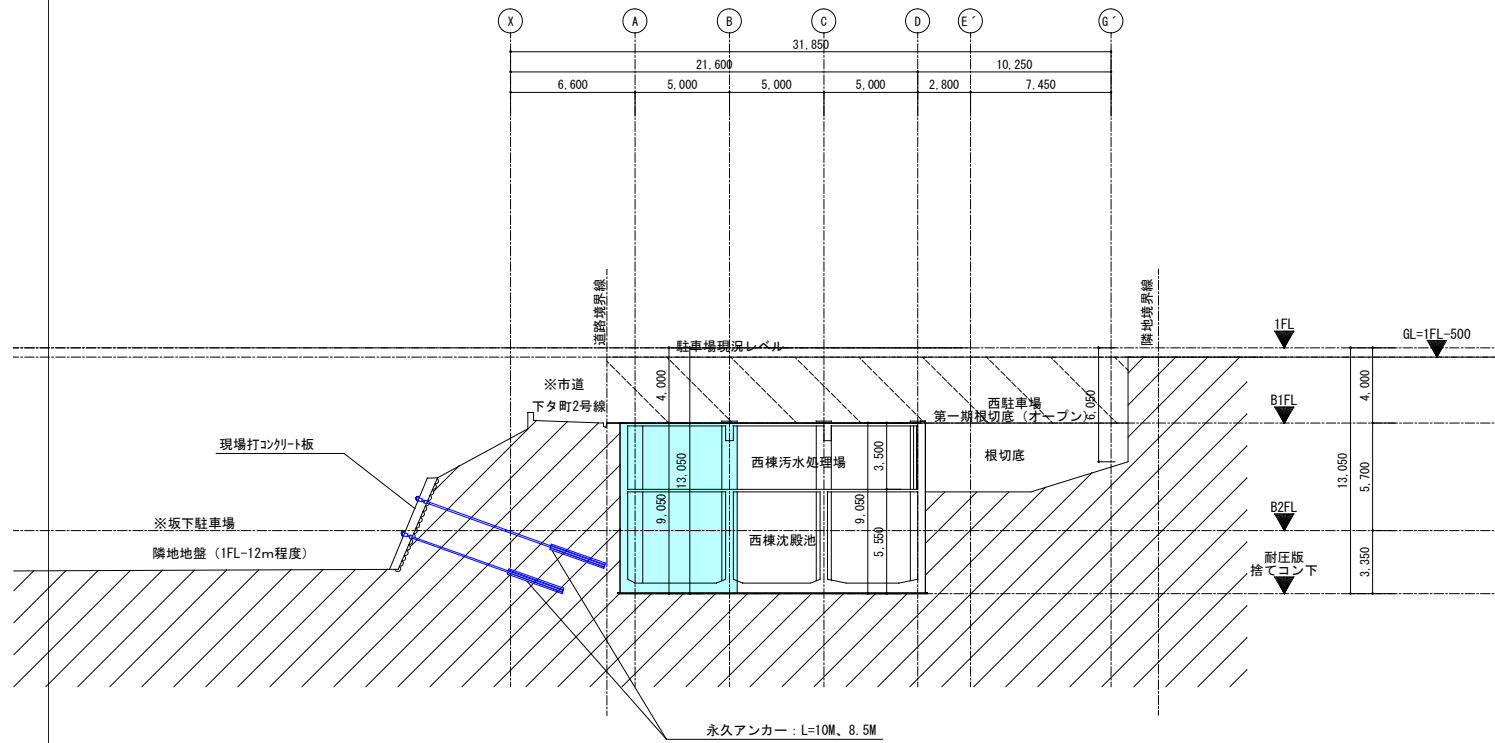 X
A
B
C
D
E´
G´
31,850
21,600
10,250
6,600
5,000
5,000
5,000
2,800
7,450
道路境界線
隣地境界線
1FL
GL=1FL-500
駐車場現況レベル
※市道
下タ町2号線
4,000
西駐車場
第一期根切底（オープン）
6,050
4,000
B1FL
現場打コンクリート板
西棟汚水処理場
3,500
根切底
13,050
13,050
5,700
9,050
9,050
B2FL
※坂下駐車場
隣地地盤（1FL-12m程度）
西棟沈殿池
5,550
耐圧版
捨てコン下
3,350
永久アンカー：L=10M、8.5M